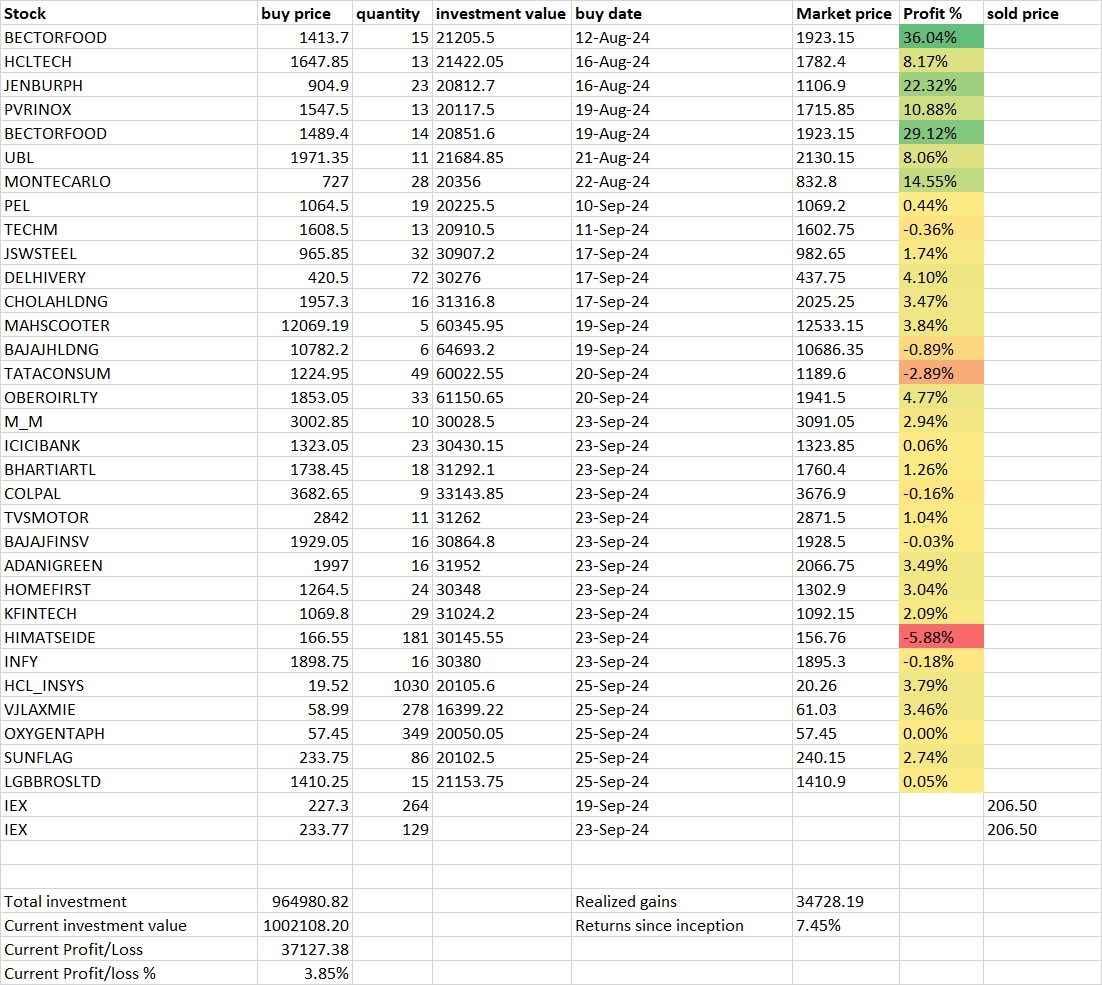 Stock buy price quantity investment value buy date Market price Profit % sold price
BECTORFOOD 1413.7 15 21205.5 12-Aug-24 1923.15 36.04%
HCLTECH 1647.85 13 21422.05 16-Aug-24 1782.4 8.17%
JENBURPH 904.9 23 20812.7 16-Aug-24 1106.9 22.32%
PVRINOX 1547.5 13 20117.5 19-Aug-24 1715.85 10.88%
BECTORFOOD 1489.4 14 20851.6 19-Aug-24 1923.15 29.12%
UBL 1971.35 11 21684.85 21-Aug-24 2130.15 8.06%
MONTECARLO 727 28 20356 22-Aug-24 832.8 14.55%
PEL 1064.5 19 20225.5 10-Sep-24 1069.2 0.44%
TECHM 1608.5 13 20910.5 11-Sep-24 1602.75 -0.36%
JSWSTEEL 965.85 32 30907.2 17-Sep-24 982.65 1.74%
DELHIVERY 420.5 72 30276 17-Sep-24 437.75 4.10%
CHOLAHLDNG 1957.3 16 31316.8 17-Sep-24 2025.25 3.47%
MAHSCOOTER 12069.19 5 60345.95 19-Sep-24 12533.15 3.84%
BAJAJHLDNG 10782.2 6 64693.2 19-Sep-24 10686.35 -0.89%
TATACONSUM 1224.95 49 60022.55 20-Sep-24 1189.6 -2.89%
OBEROIRLTY 1853.05 33 61150.65 20-Sep-24 1941.5 4.77%
M_M 3002.85 10 30028.5 23-Sep-24 3091.05 2.94%
ICICIBANK 1323.05 23 30430.15 23-Sep-24 1323.85 0.06%
BHARTIARTL 1738.45 18 31292.1 23-Sep-24 1760.4 1.26%
COLPAL 3682.65 9 33143.85 23-Sep-24 3676.9 -0.16%
TVSMOTOR 2842 11 31262 23-Sep-24 2871.5 1.04%
BAJAJFINSV 1929.05 16 30864.8 23-Sep-24 1928.5 -0.03%
ADANIGREEN 1997 16 31952 23-Sep-24 2066.75 3.49%
HOMEFIRST 1264.5 24 30348 23-Sep-24 1302.9 3.04%
KFINTECH 1069.8 29 31024.2 23-Sep-24 1092.15 2.09%
HIMATSEIDE 166.55 181 30145.55 23-Sep-24 156.76 -5.88%
INFY 1898.75 16 30380 23-Sep-24 1895.3 -0.18%
HCL_INSYS 19.52 1030 20105.6 25-Sep-24 20.26 3.79%
VJLAXMIE 58.99 278 16399.22 25-Sep-24 61.03 3.46%
OXYGENTAPH 57.45 349 20050.05 25-Sep-24 57.45 0.00%
SUNFLAG 233.75 86 20102.5 25-Sep-24 240.15 2.74%
LGBBROSLTD 1410.25 15 21153.75 25-Sep-24 1410.9 0.05%
IEX 227.3 264 19-Sep-24 206.50
IEX 233.77 129 23-Sep-24 206.50
Total investment 964980.82 Realized gains 34728.19
Current investment value 1002108.20 Returns since inception 7.45%
Current Profit/Loss 37127.38
Current Profit/loss % 3.85%